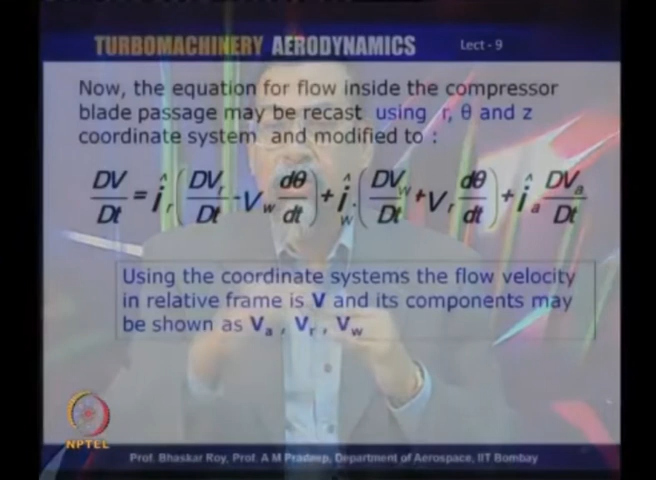 TURBOMACHINERY AERODYNAMICS Lect - 9
Now, the equation for flow inside the compressor
blade passage may be recast using r, θ and z
coordinate system and modified to :
DV/Dt = î_r (DV_r/Dt - V_w dθ/dt) + î_w . (DV_w/Dt + V_r dθ/dt) + î_a DV_a/Dt
Using the coordinate systems the flow velocity
in relative frame is V and its components may
be shown as V_a , V_r , V_w
NPTEL
Prof. Bhaskar Roy, Prof. A M Pradeep, Department of Aerospace, IIT Bombay